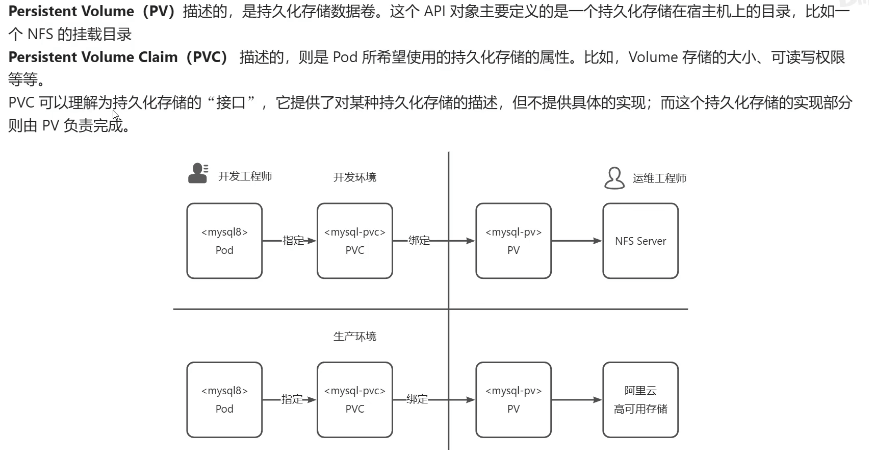 Persistent Volume（PV）描述的，是持久化存储数据卷。这个 API 对象主要定义的是一个持久化存储在宿主机上的目录，比如一
个 NFS 的挂载目录
Persistent Volume Claim（PVC） 描述的，则是 Pod 所希望使用的持久化存储的属性。比如，Volume 存储的大小、可读写权限
等等。
PVC 可以理解为持久化存储的“接口”，它提供了对某种持久化存储的描述，但不提供具体的实现；而这个持久化存储的实现部分
则由 PV 负责完成。
开发工程师 开发环境 运维工程师
<mysql8> <mysql-pvc> <mysql-pv>
指定 绑定 NFS Server
Pod PVC PV
生产环境
<mysql8> <mysql-pvc> <mysql-pv> 阿里云
指定 绑定
Pod PVC PV 高可用存储